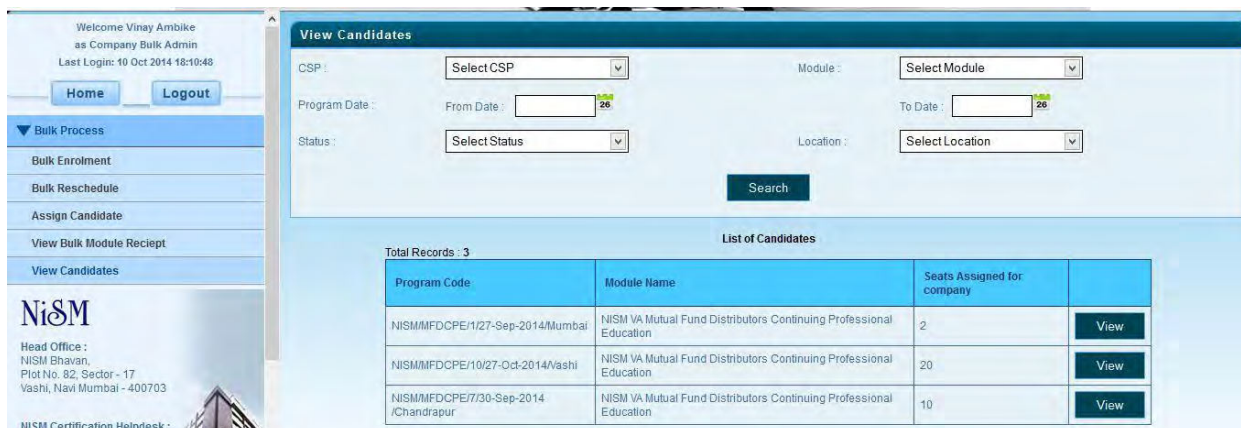 Welcome Vinay Ambike
as Company Bulk Admin
Last Login: 10 Oct 2014 18:10:48
Home Logout
Bulk Process
Bulk Enrolment
Bulk Reschedule
Assign Candidate
View Bulk Module Reciept
View Candidates
NiSM
Head Office :
NISM Bhavan,
Plot No. 82, Sector - 17
Vashi, Navi Mumbai - 400703
NISM Certification Helpdesk :
View Candidates
CSP : Select CSP Module : Select Module
Program Date : From Date : 26 To Date : 26
Status : Select Status Location : Select Location
Search
List of Candidates
Total Records : 3
Program Code Module Name Seats Assigned for
company
NISM/MFDCPE/1/27-Sep-2014/Mumbai NISM VA Mutual Fund Distributors Continuing Professional
Education 2 View
NISM/MFDCPE/10/27-Oct-2014/Vashi NISM VA Mutual Fund Distributors Continuing Professional
Education 20 View
NISM/MFDCPE/7/30-Sep-2014
/Chandrapur NISM VA Mutual Fund Distributors Continuing Professional
Education 10 View